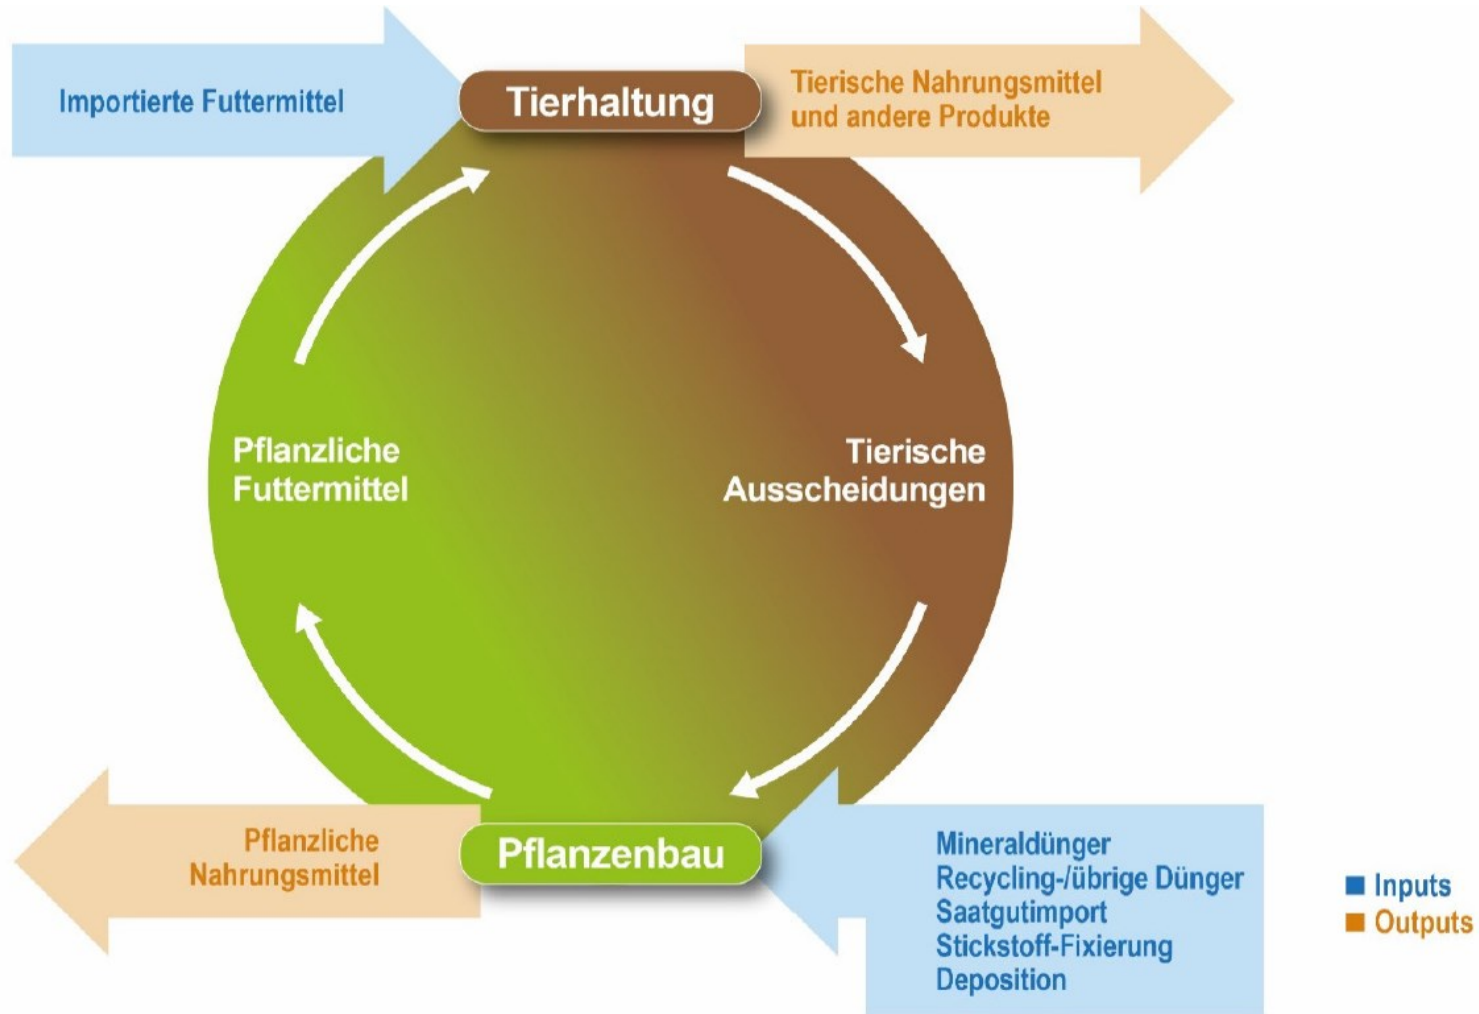 Importierte Futtermittel
Tierhaltung
Tierische Nahrungsmittel
und andere Produkte
Pflanzliche
Futtermittel
Tierische
Ausscheidungen
Pflanzliche
Nahrungsmittel
Pflanzenbau
Mineraldünger
Recycling-/übrige Dünger
Saatgutimport
Stickstoff-Fixierung
Deposition
Inputs
Outputs